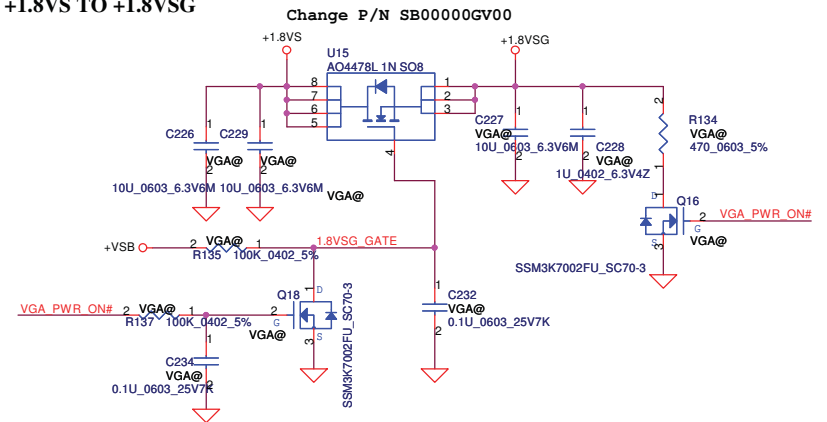 +1.8VS TO +1.8VSG
Change P/N SB00000GV00
+1.8VS
+1.8VSG
U15
AO4478L 1N SO8
8
7
6
5
1
2
3
4
C226
1
2
VGA@
10U_0603_6.3V6M
C229
1
2
VGA@
10U_0603_6.3V6M
VGA@
C227
1
VGA@
10U_0603_6.3V6M
2
1
C228
2
VGA@
1U_0402_6.3V4Z
2
R134
VGA@
470_0603_5%
1
D
1
Q16
2
VGA_PWR_ON#
G
VGA@
S
3
SSM3K7002FU_SC70-3
+VSB
2
VGA@
1
R135
100K_0402_5%
1.8VSG_GATE
VGA_PWR_ON#
2
VGA@
1
R137
100K_0402_5%
Q18
1
D
2
G
VGA@
S
3
SSM3K7002FU_SC70-3
1
C232
VGA@
0.1U_0603_25V7K
2
1
C234
VGA@
2
0.1U_0603_25V7K